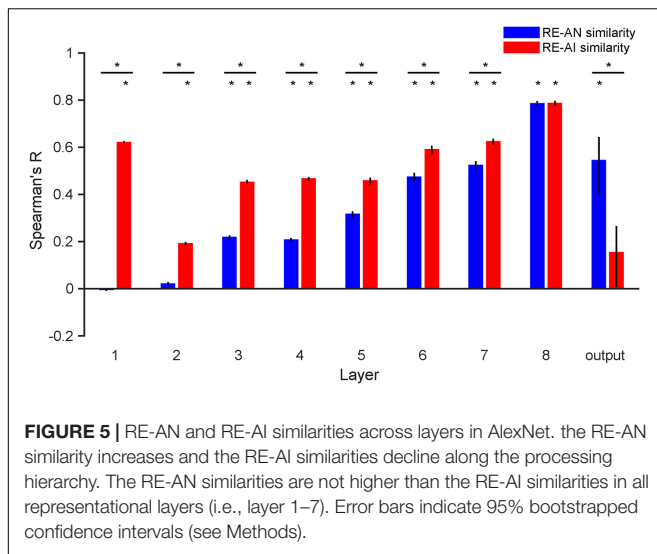 RE-AN similarity
RE-AI similarity
1
0.8
0.6
0.4
0.2
0
-0.2
Spearman's R
* * * * * * * *
* * * * * * * * * * * * * * *
1 2 3 4 5 6 7 8 output
Layer
FIGURE 5 | RE-AN and RE-AI similarities across layers in AlexNet. the RE-AN
similarity increases and the RE-AI similarities decline along the processing
hierarchy. The RE-AN similarities are not higher than the RE-AI similarities in all
representational layers (i.e., layer 1–7). Error bars indicate 95% bootstrapped
confidence intervals (see Methods).